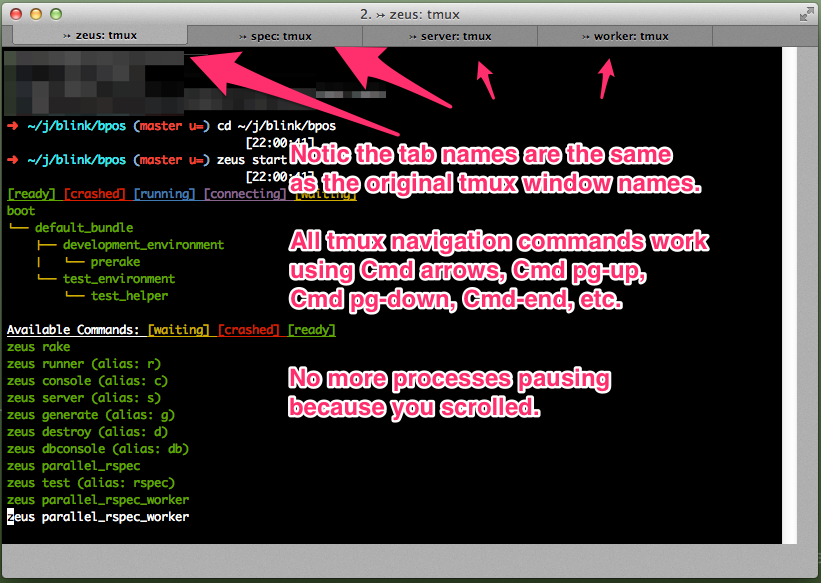 2. ↣ zeus: tmux
↣ zeus: tmux
↣ spec: tmux
↣ server: tmux
↣ worker: tmux
➜ ~/j/blink/bpos (master u=) cd ~/j/blink/bpos
[22:00:41]
➜ ~/j/blink/bpos (master u=) zeus start
[22:00:41]
[ready] [crashed] [running] [connecting] [waiting]
boot
└── default_bundle
├── development_environment
│   └── prerake
└── test_environment
└── test_helper
Available Commands: [waiting] [crashed] [ready]
zeus rake
zeus runner (alias: r)
zeus console (alias: c)
zeus server (alias: s)
zeus generate (alias: g)
zeus destroy (alias: d)
zeus dbconsole (alias: db)
zeus parallel_rspec
zeus test (alias: rspec)
zeus parallel_rspec_worker
zeus parallel_rspec_worker
Notic the tab names are the same
as the original tmux window names.
All tmux navigation commands work
using Cmd arrows, Cmd pg-up,
Cmd pg-down, Cmd-end, etc.
No more processes pausing
because you scrolled.